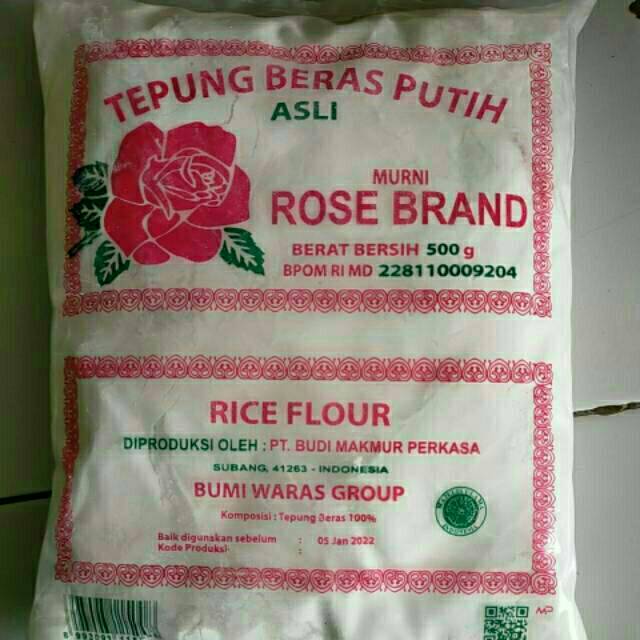 TEPUNG BERAS PUTIH
ASLI
MURNI
ROSE BRAND
BERAT BERSIH 500 g
BPOM RI MD 228110009204
RICE FLOUR
DIPRODUKSI OLEH : PT. BUDI MAKMUR PERKASA
SUBANG, 41263 - INDONESIA
BUMI WARAS GROUP
Komposisi : Tepung Beras 100%
Baik digunakan sebelum : 05 Jan 2022
Kode Produksi :